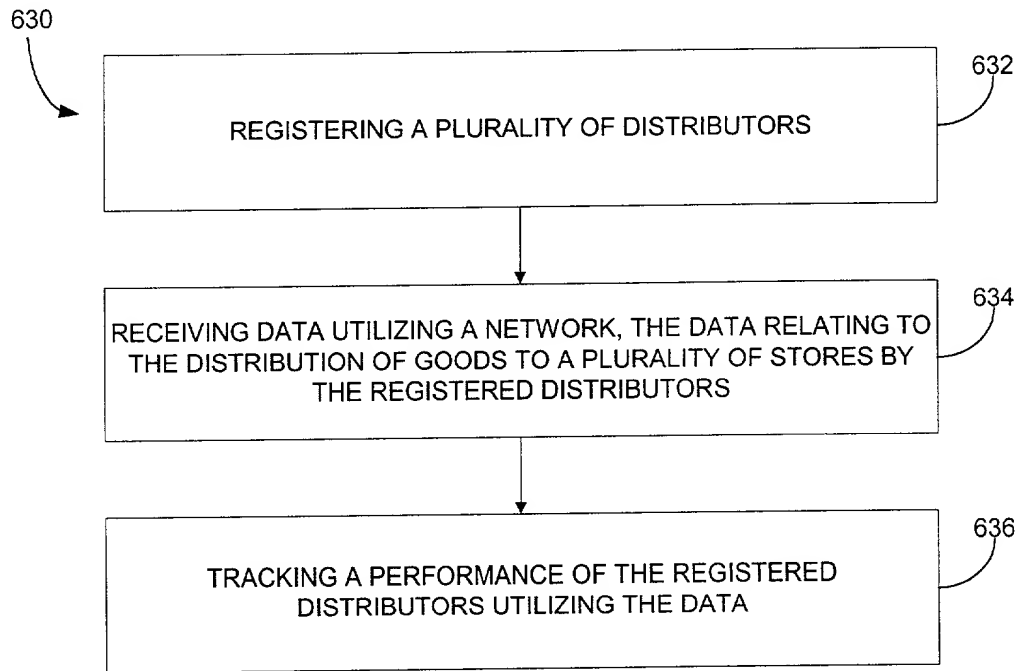 630
632
REGISTERING A PLURALITY OF DISTRIBUTORS
634
RECEIVING DATA UTILIZING A NETWORK, THE DATA RELATING TO
THE DISTRIBUTION OF GOODS TO A PLURALITY OF STORES BY
THE REGISTERED DISTRIBUTORS
636
TRACKING A PERFORMANCE OF THE REGISTERED
DISTRIBUTORS UTILIZING THE DATA